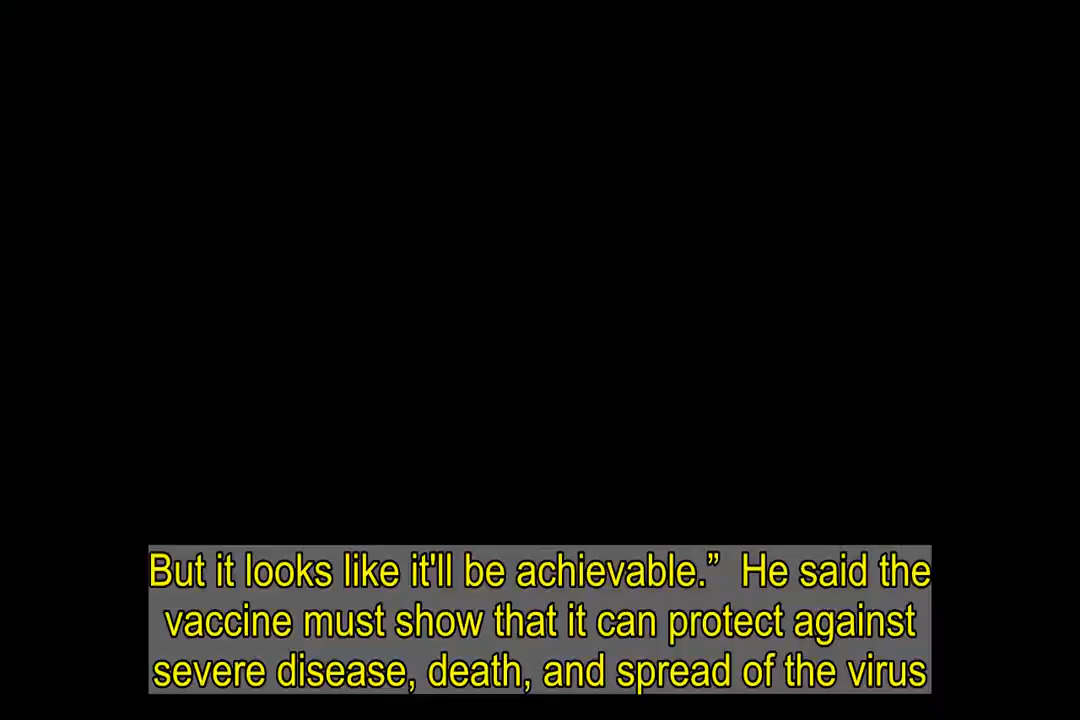 But it looks like it'll be achievable.”  He said the
vaccine must show that it can protect against
severe disease, death, and spread of the virus